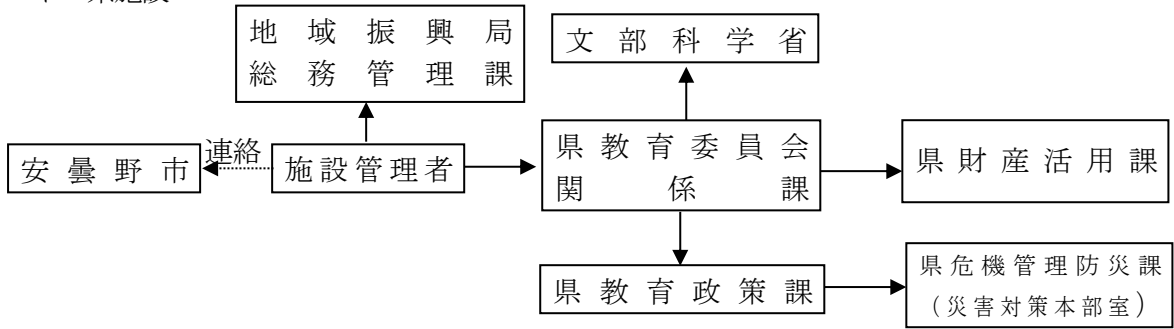 地域振興局
総務管理課
文部科学省
安曇野市
連絡
施設管理者
県教育委員会
関係課
県財産活用課
県教育政策課
県危機管理防災課
（災害対策本部室）